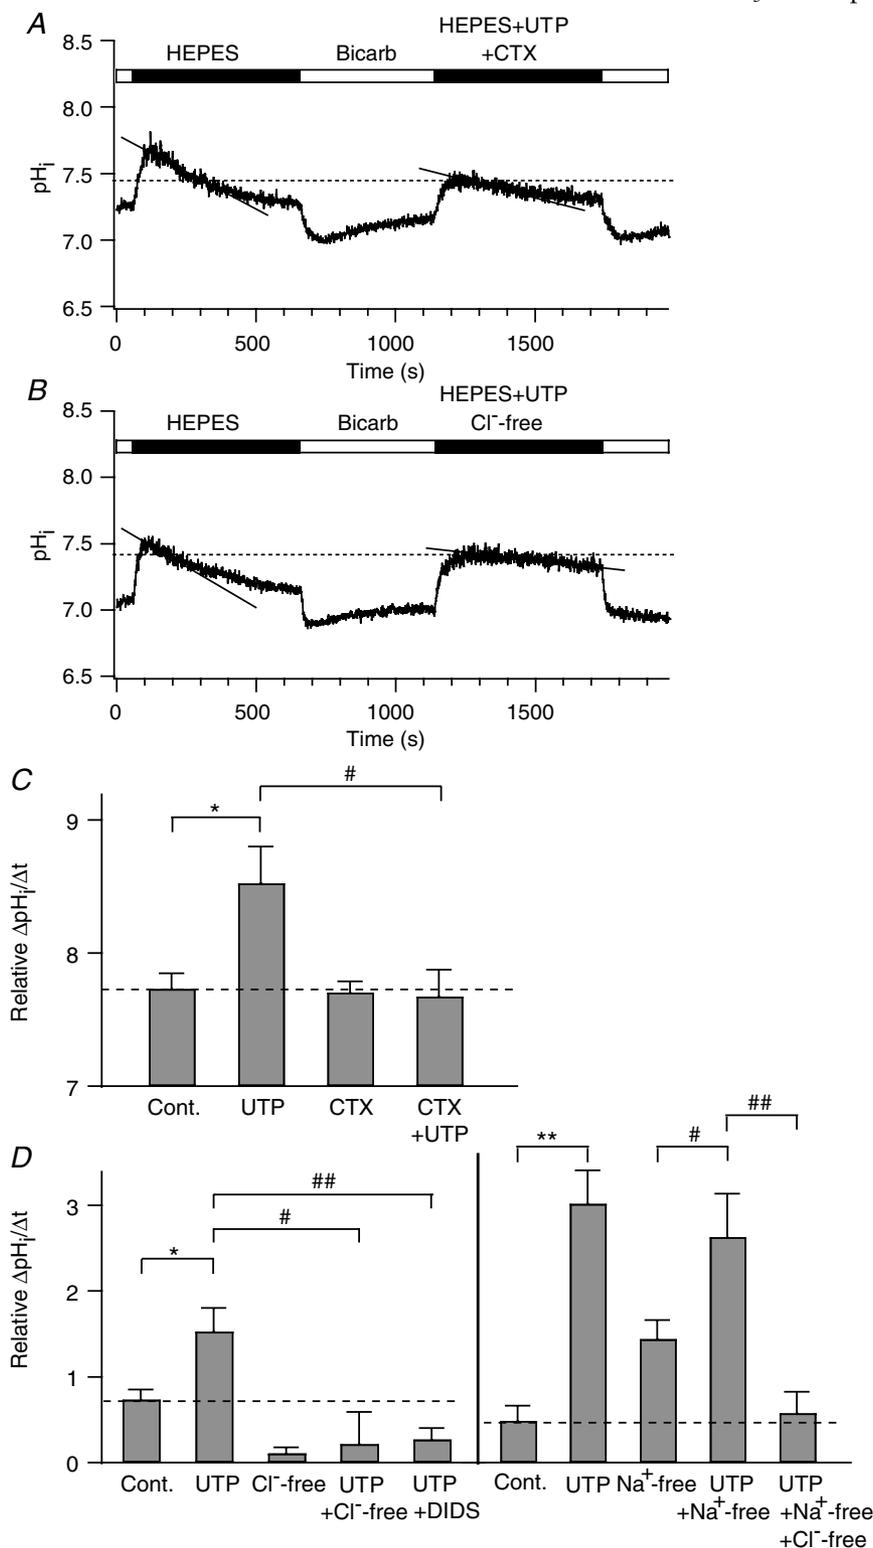 A
HEPES+UTP
HEPES Bicarb +CTX
8.5
8.0
7.5
7.0
6.5
pHi
0 500 1000 1500
Time (s)
B
HEPES+UTP
HEPES Bicarb Cl⁻-free
8.5
8.0
7.5
7.0
6.5
pHi
0 500 1000 1500
Time (s)
C
# 
*
9
8
7
Relative ΔpHi/Δt
Cont. UTP CTX CTX
+UTP
D
##
#
*
3
2
1
0
Relative ΔpHi/Δt
Cont. UTP Cl⁻-free UTP UTP
+Cl⁻-free +DIDS
##
** #
Cont. UTP Na⁺-free UTP UTP
+Na⁺-free +Na⁺-free
+Cl⁻-free